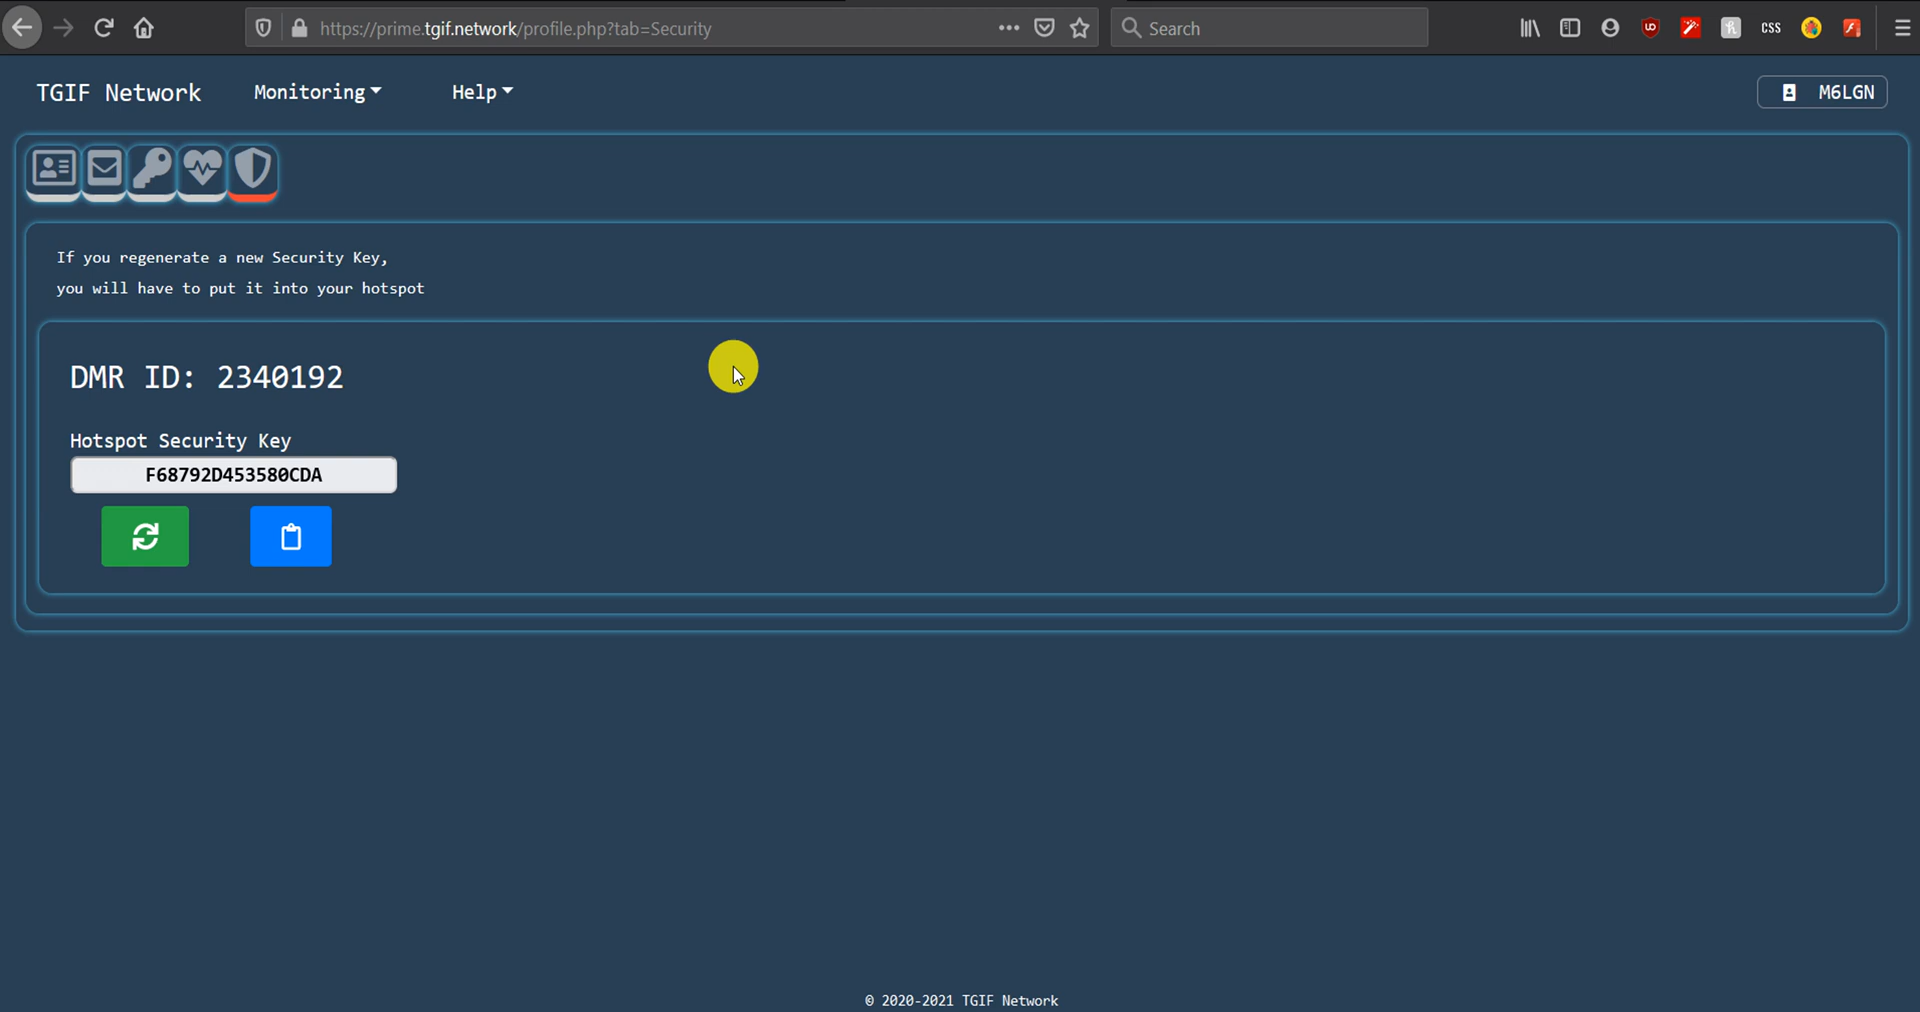 https://prime.tgif.network/profile.php?tab=Security
Search
CSS
TGIF Network
Monitoring
Help
M6LGN
If you regenerate a new Security Key,
you will have to put it into your hotspot
DMR ID: 2340192
Hotspot Security Key
F68792D453580CDA
© 2020-2021 TGIF Network